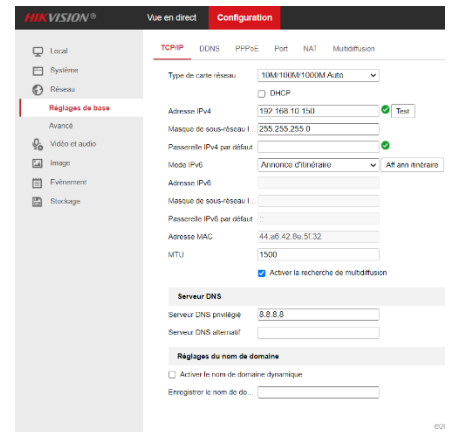 HIKVISION®
Vue en direct Configuration
Local
Système
Réseau
Réglages de base
Avancé
Vidéo et audio
Image
Evènement
Stockage
TCP/IP DDNS PPPoE Port NAT Multidiffusion
Type de carte réseau 10M/100M/1000M Auto
DHCP
Adresse IPv4 192.168.10.150 Test
Masque de sous-réseau I... 255.255.255.0
Passerelle IPv4 par défaut
Mode IPv6 Annonce d'itinéraire Aff ann itinéraire
Adresse IPv6
Masque de sous-réseau I...
Passerelle IPv6 par défaut ::
Adresse MAC 44:a6:42:8e:5f:32
MTU 1500
Activer la recherche de multidiffusion
Serveur DNS
Serveur DNS privilégié 8.8.8.8
Serveur DNS alternatif
Réglages du nom de domaine
Activer le nom de domaine dynamique
Enregistrer le nom de do...